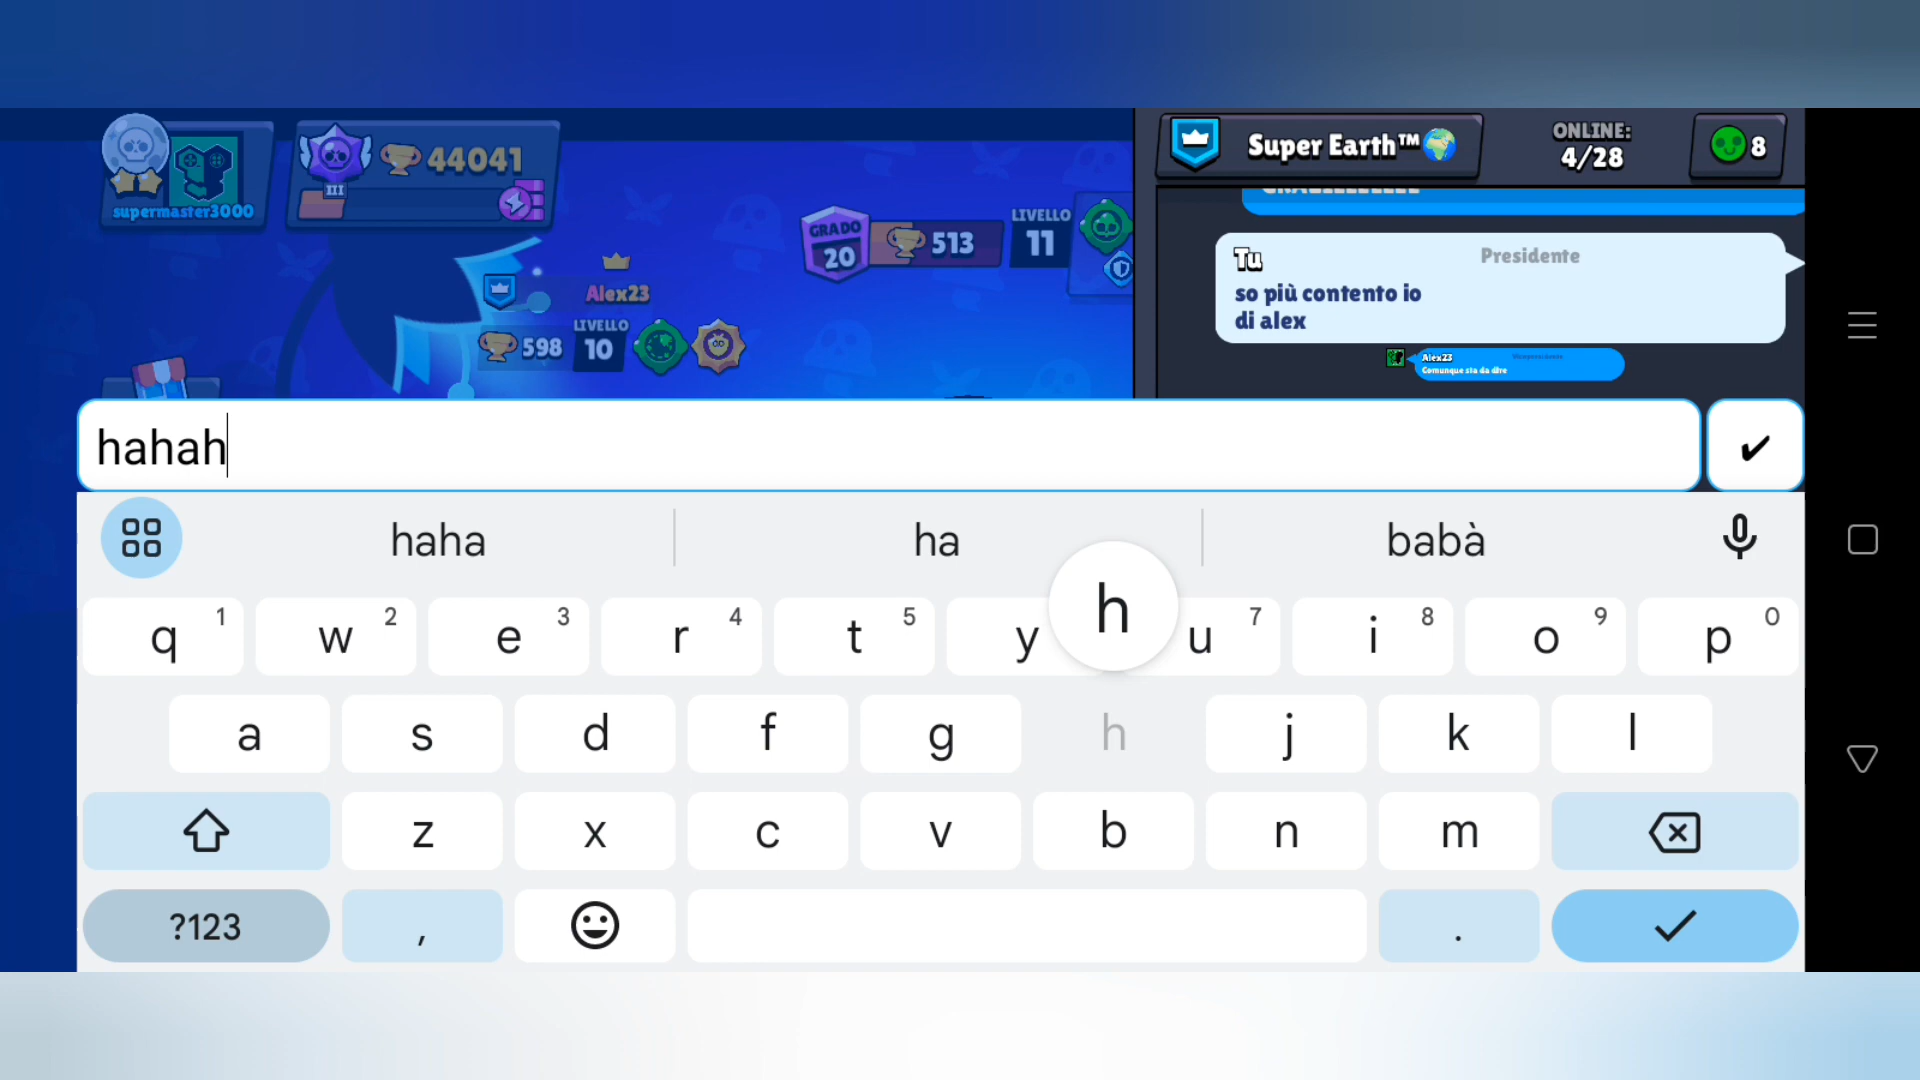 supermaster3000
III
44041
GRADO
20
513
LIVELLO
11
Alex23
598
LIVELLO
10
Super Earth™🌍
ONLINE:
4/28
8
Tu
Presidente
so più contento io
di alex
Alex23
Vicepresidente
Comunque sta da dire
hahah
✔
haha
ha
babà
h
q 1
w 2
e 3
r 4
t 5
y
u 7
i 8
o 9
p 0
a
s
d
f
g
h
j
k
l
z
x
c
v
b
n
m
?123
,
.